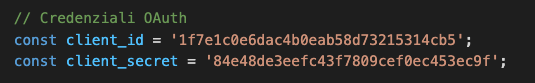 // Credenziali OAuth
const client_id = '1f7e1c0e6dac4b0eab58d73215314cb5';
const client_secret = '84e48de3eefc43f7809cef0ec453ec9f';